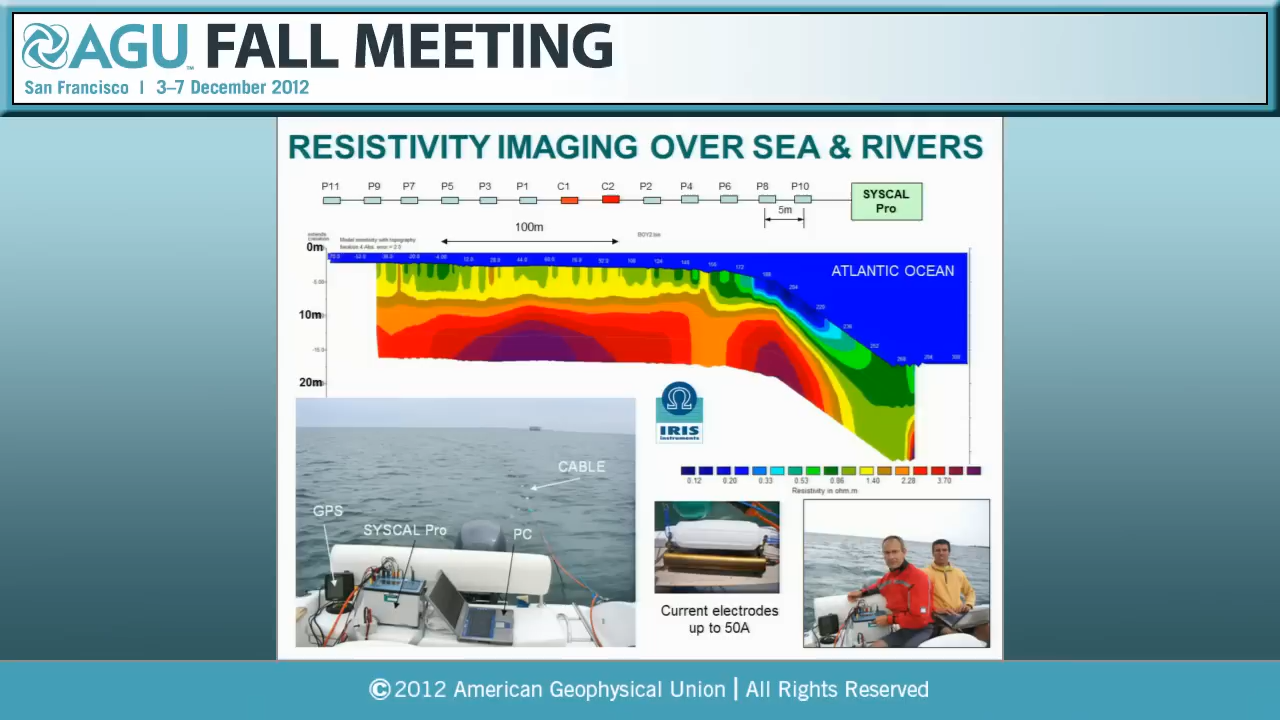 AGU FALL MEETING
San Francisco | 3–7 December 2012
RESISTIVITY IMAGING OVER SEA & RIVERS
P11 P9 P7 P5 P3 P1 C1 C2 P2 P4 P6 P8 P10
SYSCAL
Pro
5m
100m
0m
ATLANTIC OCEAN
10m
20m
IRIS
Instruments
0.12 0.20 0.33 0.53 0.86 1.40 2.28 3.70
Resistivity in ohm.m
CABLE
GPS
SYSCAL Pro
PC
Current electrodes
up to 50A
©2012 American Geophysical Union | All Rights Reserved